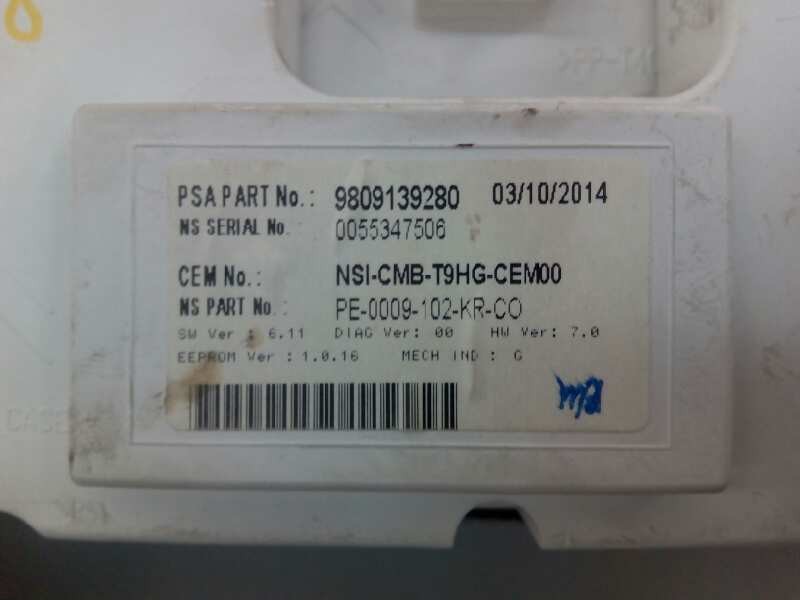 >PP-T
PSA PART No.: 9809139280 03/10/2014
NS SERIAL No. : 0055347506
CEM No.: NSI-CMB-T9HG-CEM00
NS PART No.: PE-0009-102-KR-CO
SW Ver : 6.11 DIAG Ver: 00 HW Ver: 7.0
EEPROM Ver : 1.0.16 MECH IND : G
CASE